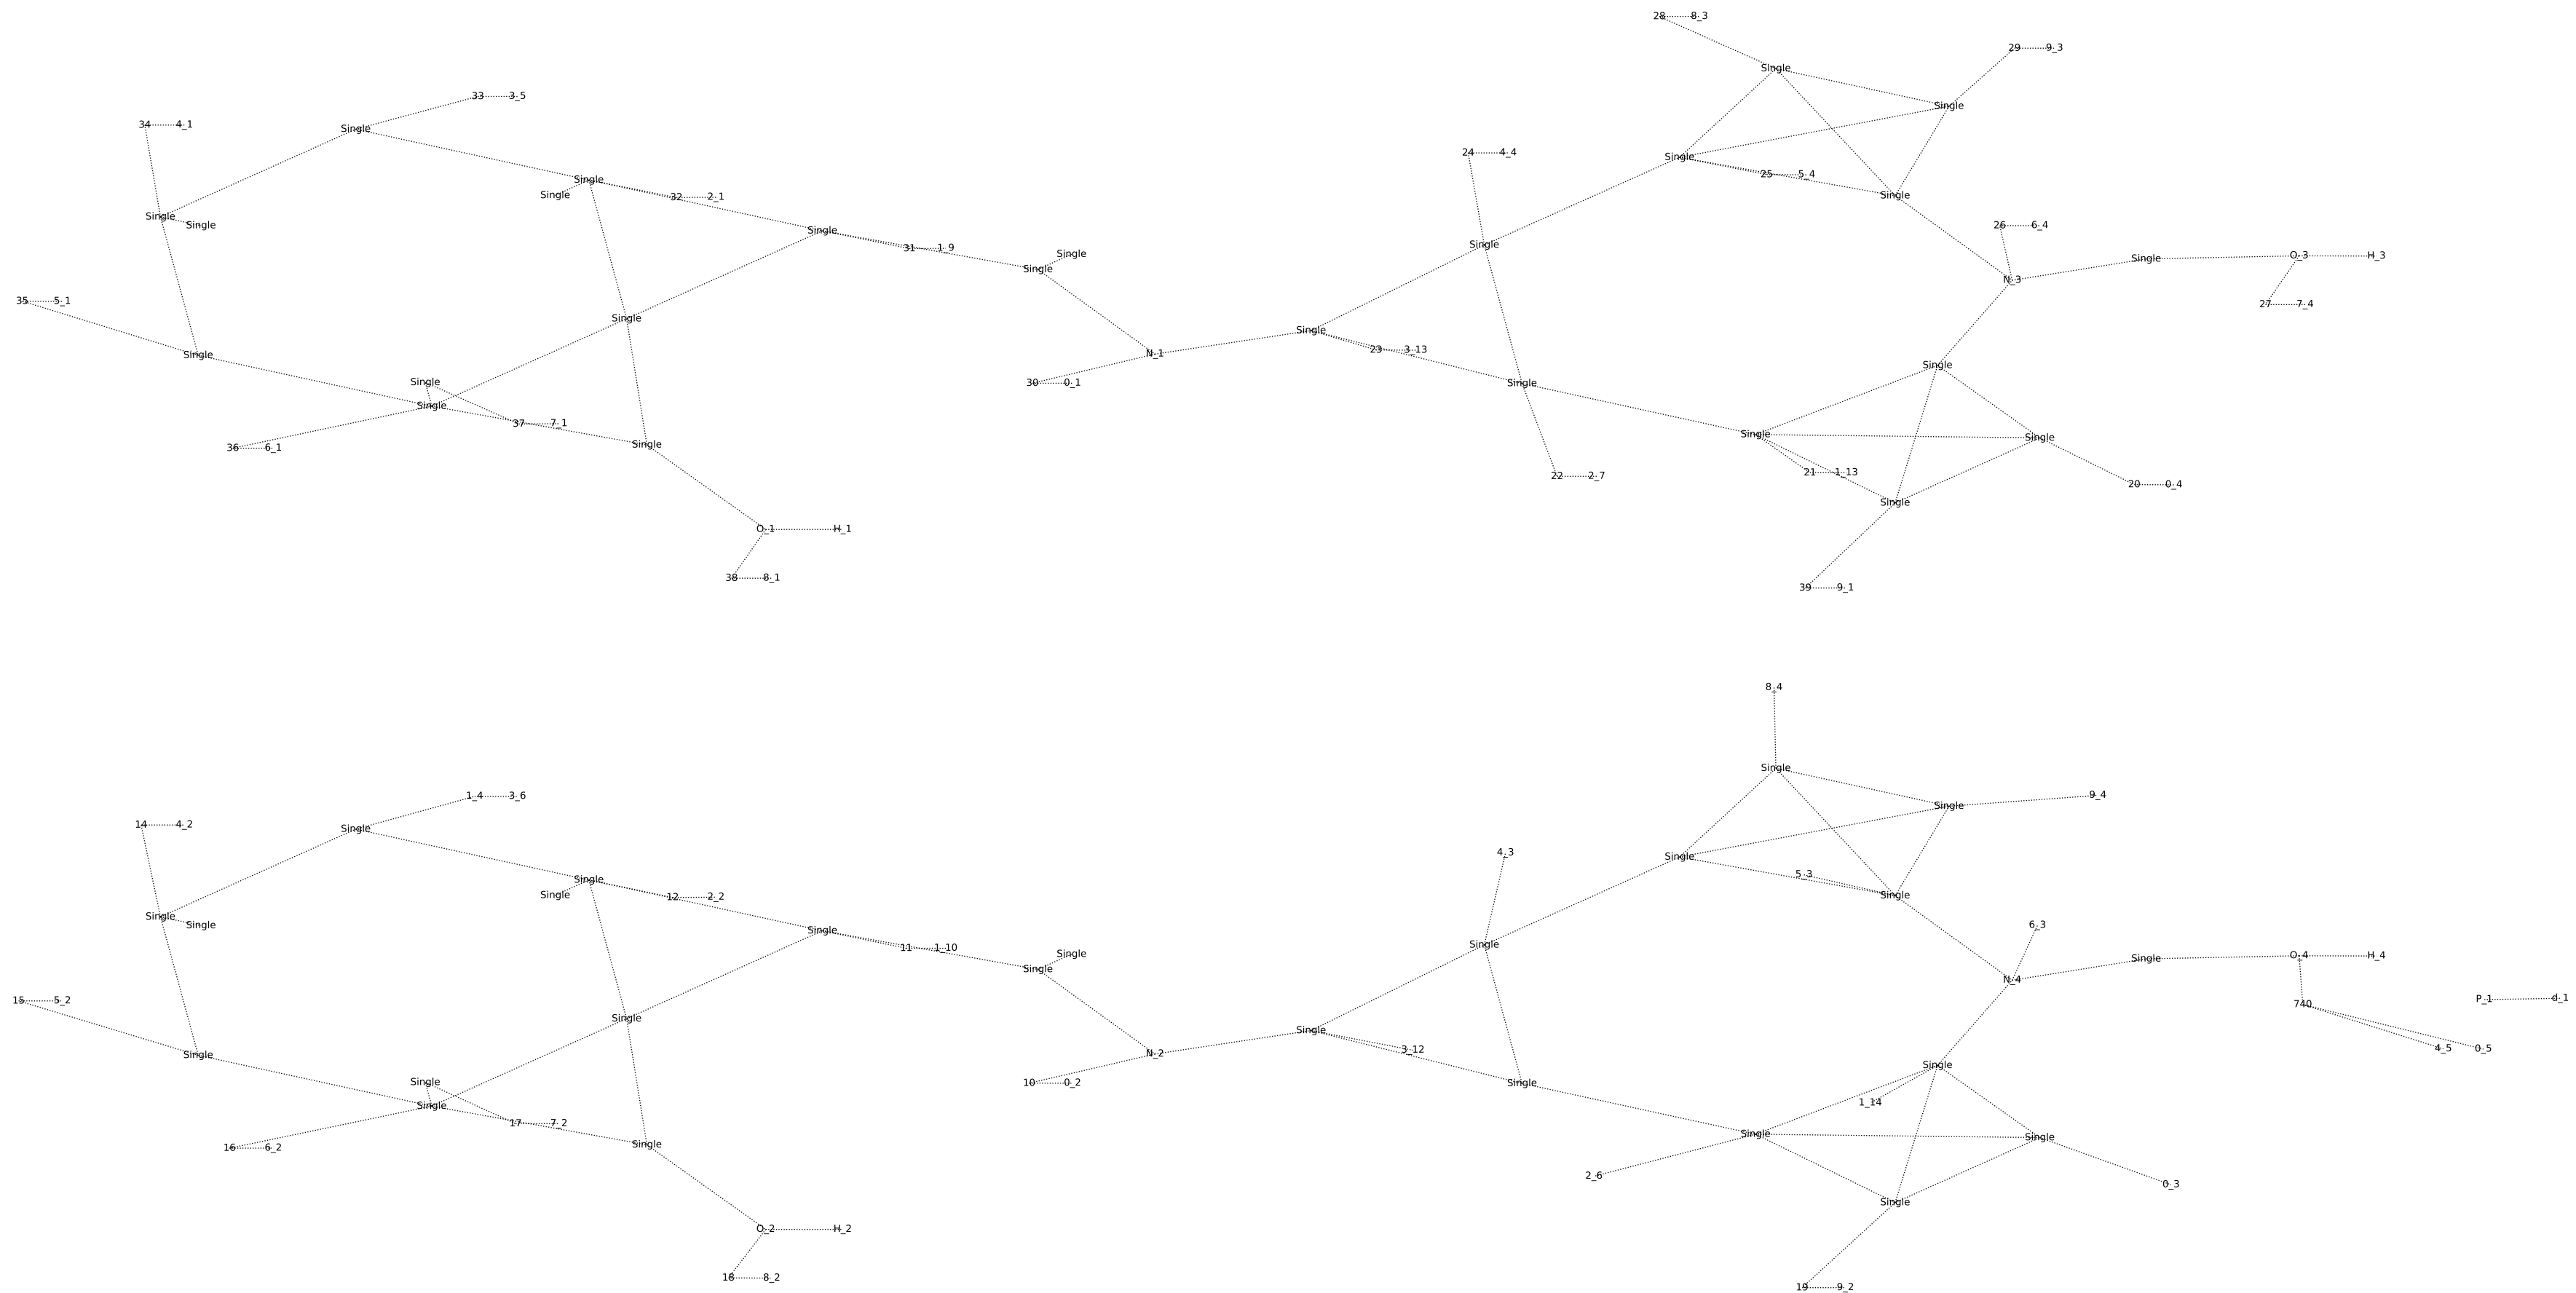 28 8_3
29 9_3
Single
33 3_5
Single
34 4_1
Single
24 4_4
Single
25 5_4
Single
Single
Single
32 2_1
Single
Single
Single
26 6_4
Single
31 1_9
Single
Single
Single
Single
O_3 H_3
N_3
35 5_1
27 7_4
Single
Single
23 3_13
N_1
Single
Single
30 0_1
Single
Single
Single
37 7_1
Single
Single
Single
36 6_1
21 1_13
22 2_7
20 0_4
Single
O_1 H_1
38 8_1
39 9_1
8_4
Single
1_4 3_6
9_4
Single
14 4_2
Single
4_3
Single
5_3
Single
Single
Single
12 2_2
Single
Single
6_3
Single
11 1_10
Single
Single
Single
Single
O_4 H_4
N_4
15 5_2
740
P_1 d_1
Single
Single
3_12
4_5 0_5
N_2
Single
Single
10 0_2
Single
Single
1_14
Single
17 7_2
Single
Single
Single
16 6_2
2_6
0_3
Single
O_2 H_2
18 8_2
19 9_2